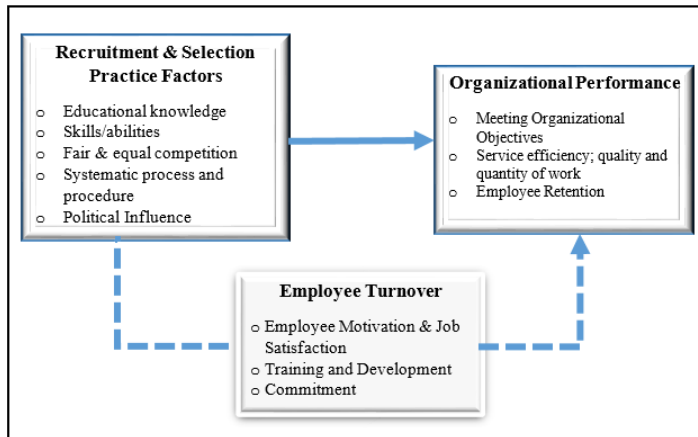 Recruitment & Selection
Practice Factors
o Educational knowledge
o Skills/abilities
o Fair & equal competition
o Systematic process and
procedure
o Political Influence
Organizational Performance
o Meeting Organizational
Objectives
o Service efficiency; quality and
quantity of work
o Employee Retention
Employee Turnover
o Employee Motivation & Job
Satisfaction
o Training and Development
o Commitment